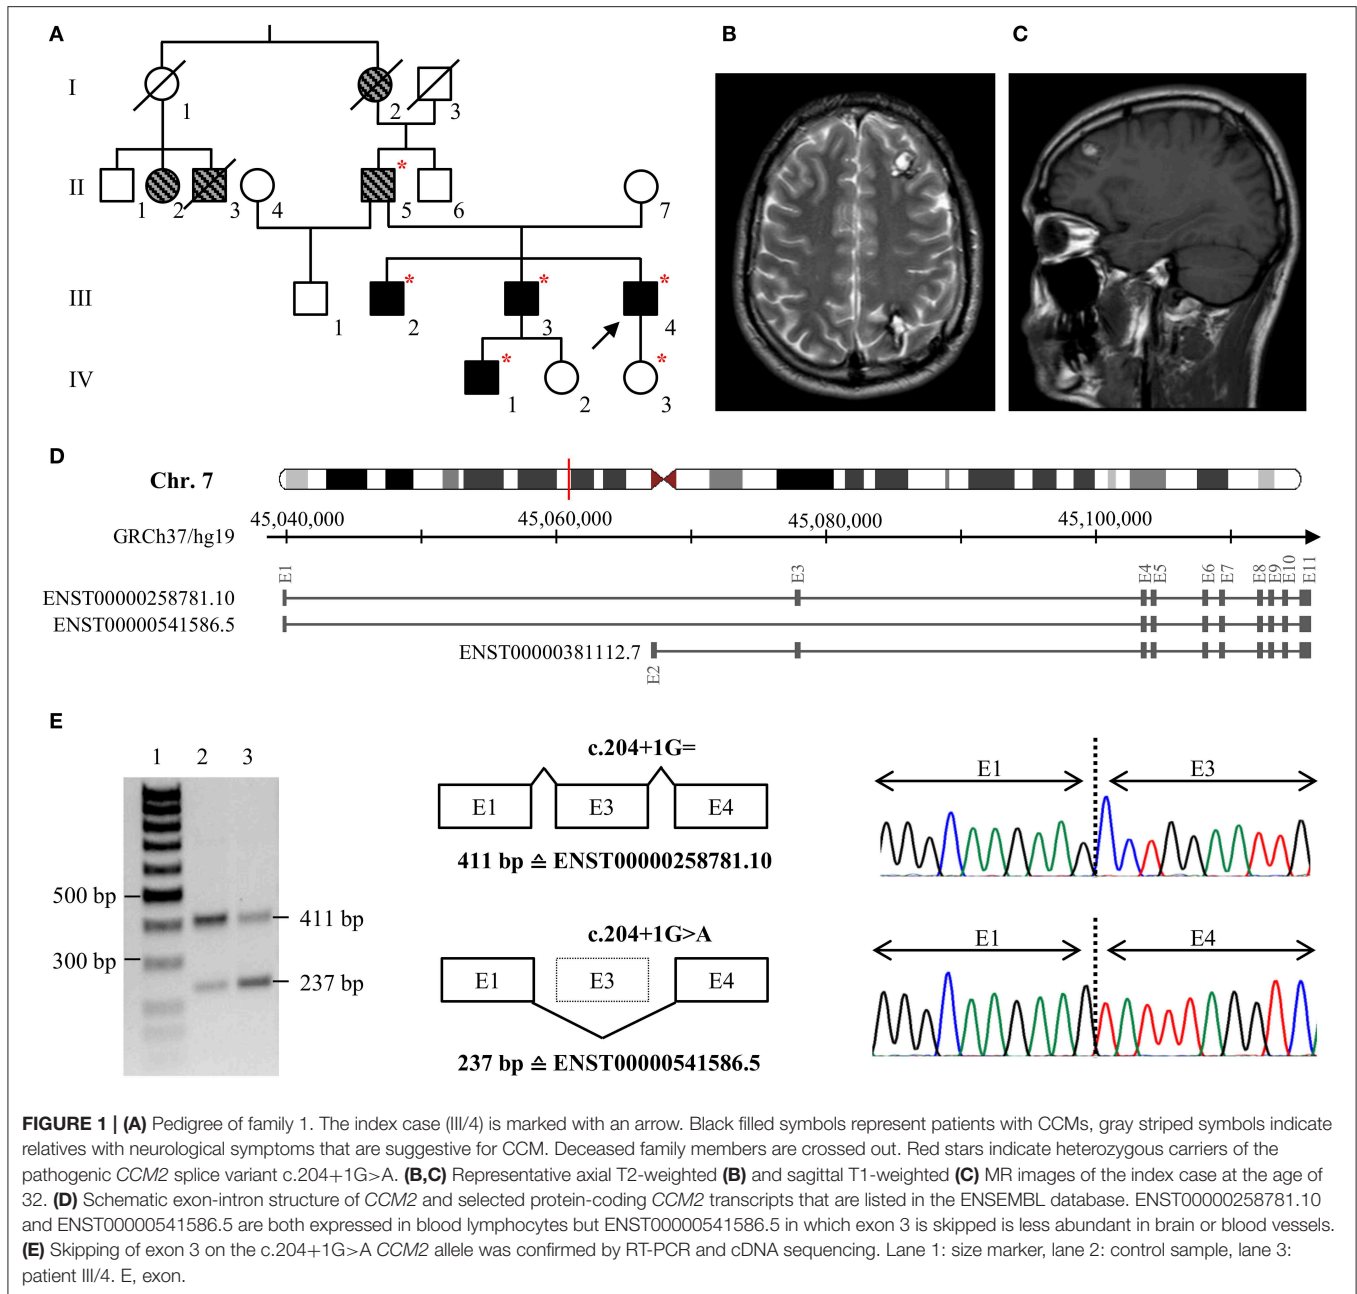 A
B
C
I
1
2
3
II
1
2
3
4
* 5
6
7
III
1
* 2
* 3
* 4
IV
* 1
2
* 3
D
Chr. 7
45,040,000 45,060,000 45,080,000 45,100,000
GRCh37/hg19
E1 E3 E4 E5 E6 E7 E8 E9 E10 E11
ENST00000258781.10
ENST00000541586.5
ENST00000381112.7
E2
E
1 2 3
500 bp
300 bp
411 bp
237 bp
c.204+1G=
E1 E3 E4
411 bp ≙ ENST00000258781.10
c.204+1G>A
E1 E3 E4
237 bp ≙ ENST00000541586.5
E1 E3
E1 E4
FIGURE 1 | (A) Pedigree of family 1. The index case (III/4) is marked with an arrow. Black filled symbols represent patients with CCMs, gray striped symbols indicate
relatives with neurological symptoms that are suggestive for CCM. Deceased family members are crossed out. Red stars indicate heterozygous carriers of the
pathogenic CCM2 splice variant c.204+1G>A. (B,C) Representative axial T2-weighted (B) and sagittal T1-weighted (C) MR images of the index case at the age of
32. (D) Schematic exon-intron structure of CCM2 and selected protein-coding CCM2 transcripts that are listed in the ENSEMBL database. ENST00000258781.10
and ENST00000541586.5 are both expressed in blood lymphocytes but ENST00000541586.5 in which exon 3 is skipped is less abundant in brain or blood vessels.
(E) Skipping of exon 3 on the c.204+1G>A CCM2 allele was confirmed by RT-PCR and cDNA sequencing. Lane 1: size marker, lane 2: control sample, lane 3:
patient III/4. E, exon.